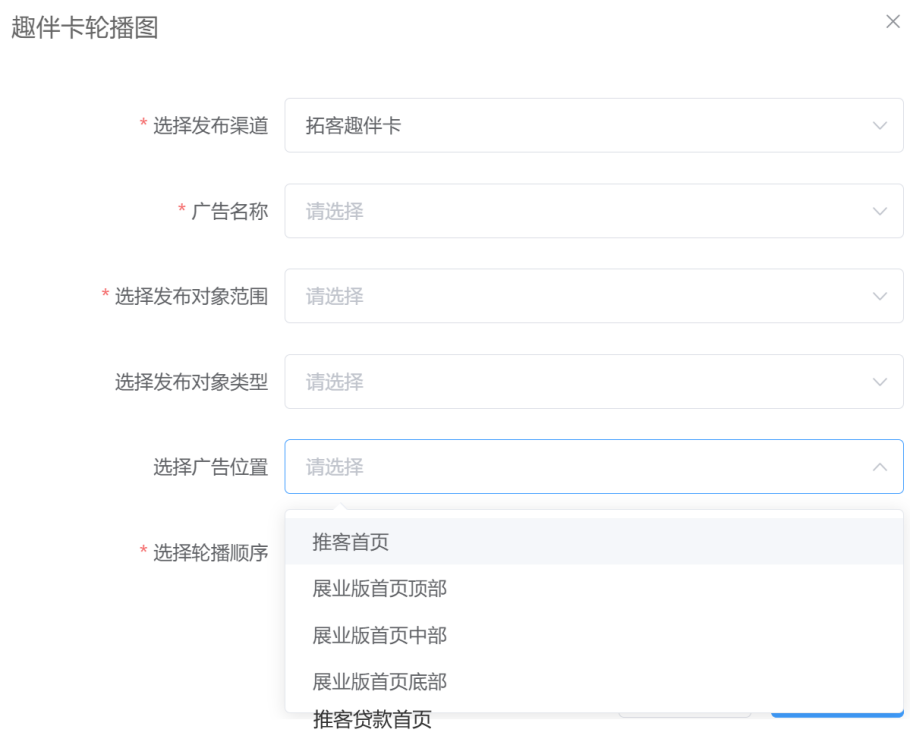 趣伴卡轮播图
* 选择发布渠道 拓客趣伴卡
* 广告名称 请选择
* 选择发布对象范围 请选择
选择发布对象类型 请选择
选择广告位置 请选择
* 选择轮播顺序
推客首页
展业版首页顶部
展业版首页中部
展业版首页底部
推客贷款首页